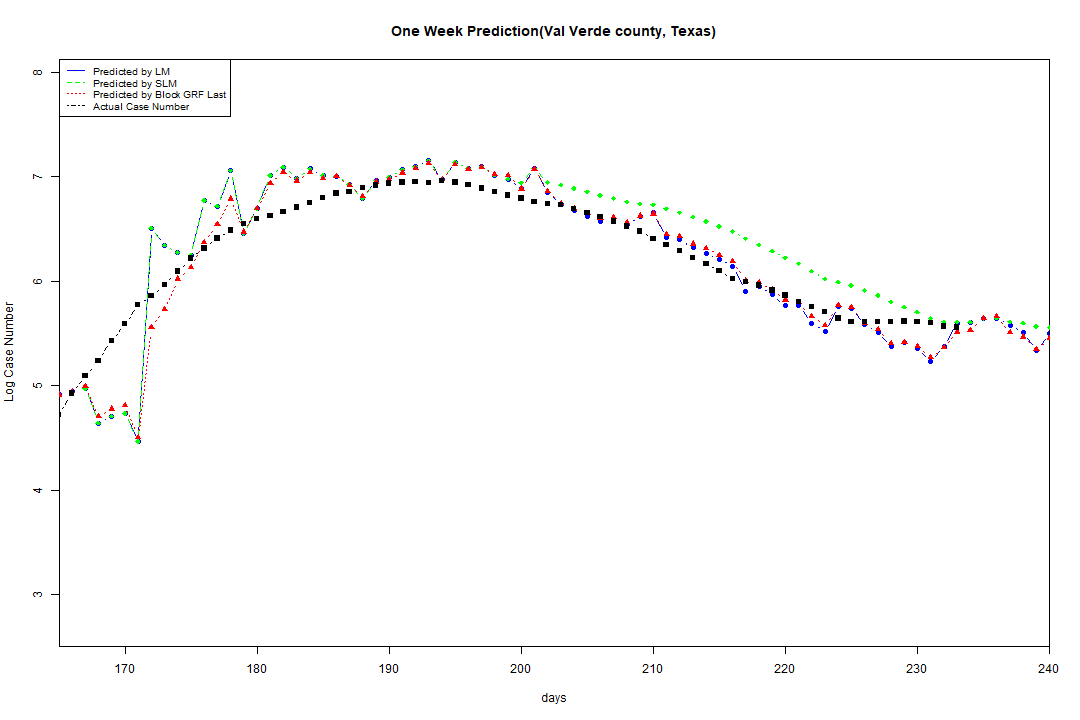 One Week Prediction(Val Verde county, Texas)
Predicted by LM
Predicted by SLM
Predicted by Block GRF Last
Actual Case Number
8
7
6
5
4
3
Log Case Number
170 180 190 200 210 220 230 240
days